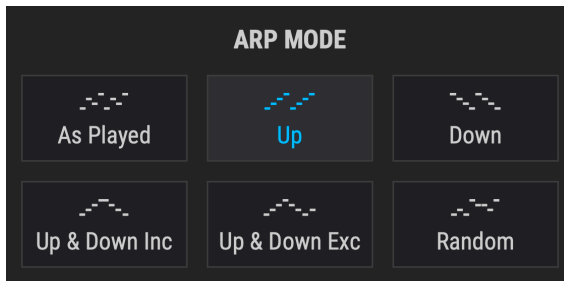 ARP MODE
As Played
Up
Down
Up & Down Inc
Up & Down Exc
Random